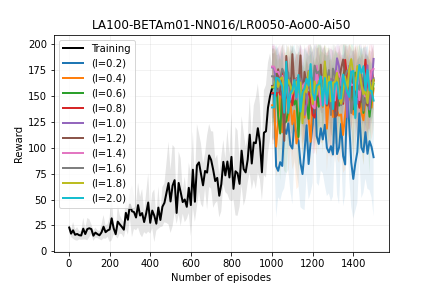 LA100-BETAm01-NN016/LR0050-Ao00-Ai50
Reward
200
175
150
125
100
75
50
25
0
Training
(l=0.2)
(l=0.4)
(l=0.6)
(l=0.8)
(l=1.0)
(l=1.2)
(l=1.4)
(l=1.6)
(l=1.8)
(l=2.0)
0 200 400 600 800 1000 1200 1400
Number of episodes